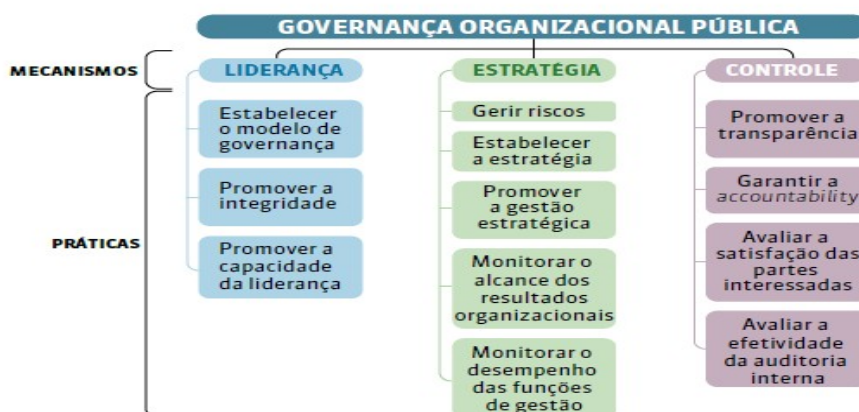 GOVERNANÇA ORGANIZACIONAL PÚBLICA
MECANISMOS
LIDERANÇA
ESTRATÉGIA
CONTROLE
PRÁTICAS
Estabelecer
o modelo de
governança
Promover a
integridade
Promover a
capacidade
da liderança
Gerir riscos
Estabelecer
a estratégia
Promover
a gestão
estratégica
Monitorar o
alcance dos
resultados
organizacionais
Monitorar o
desempenho
das funções
de gestão
Promover a
transparência
Garantir a
accountability
Avaliar a
satisfação das
partes
interessadas
Avaliar a
efetividade
da auditoria
interna